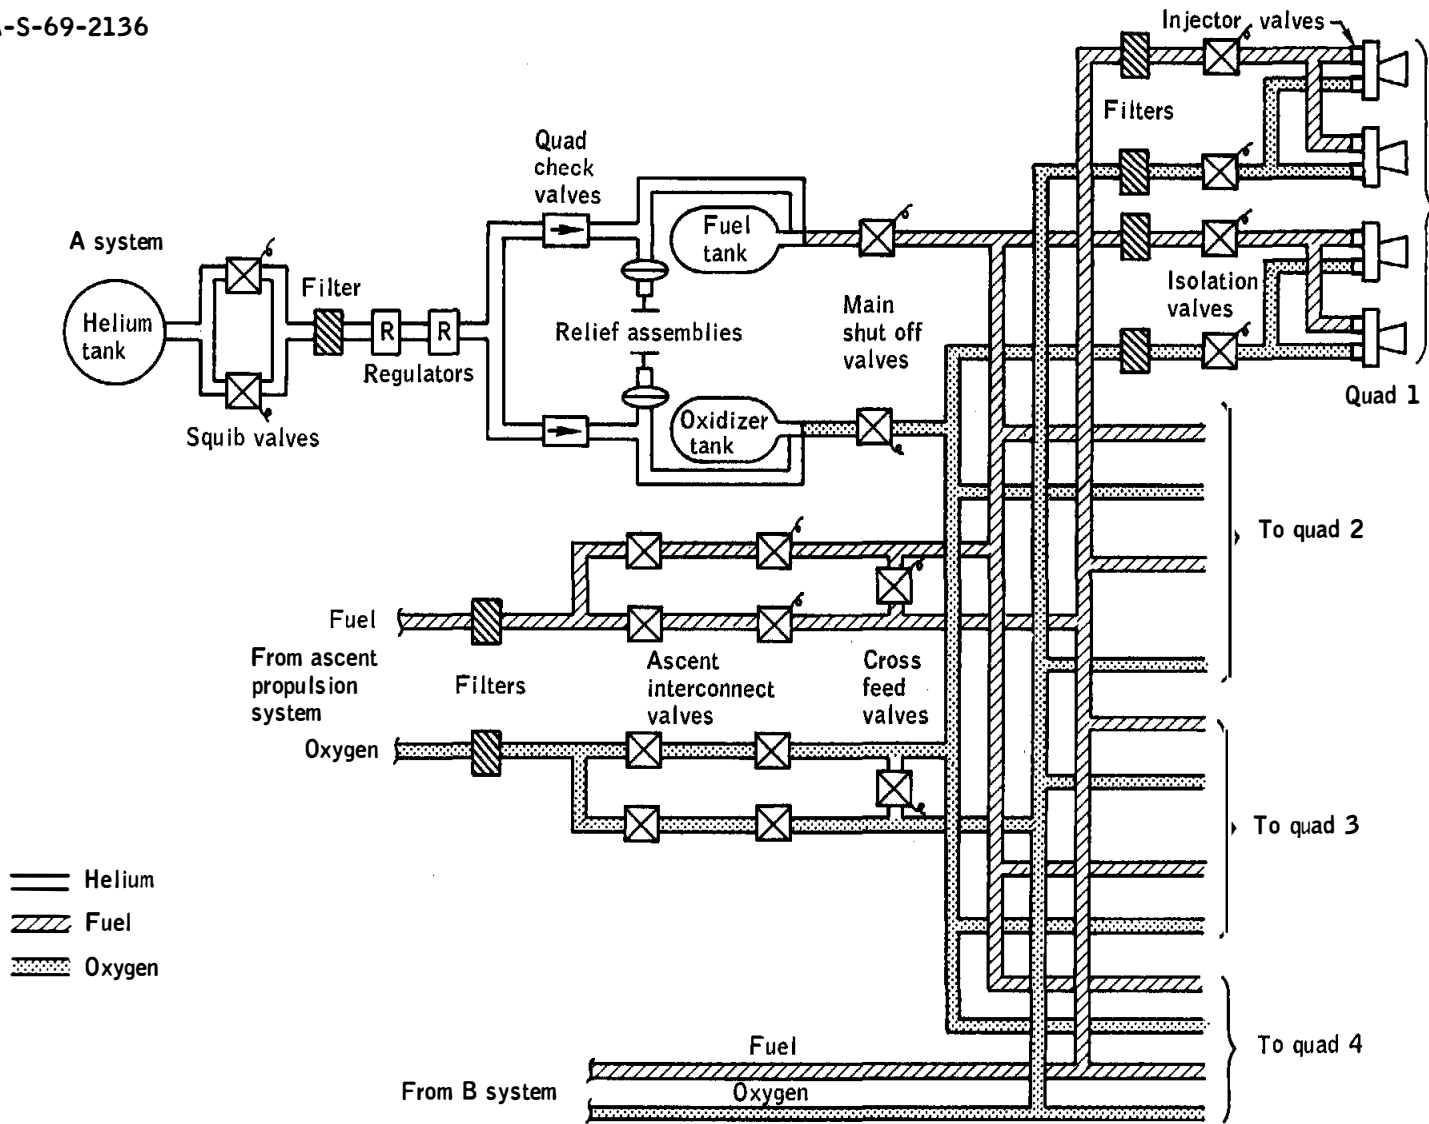 -S-69-2136
Injector valves
Filters
Quad
check
valves
A system
Fuel
tank
Filter
Helium
tank
R
R
Relief assemblies
Regulators
Main
shut off
valves
Isolation
valves
Quad 1
Squib valves
Oxidizer
tank
To quad 2
Fuel
From ascent
propulsion
system
Filters
Ascent
interconnect
valves
Cross
feed
valves
Oxygen
To quad 3
Helium
Fuel
Oxygen
Fuel
To quad 4
From B system
Oxygen